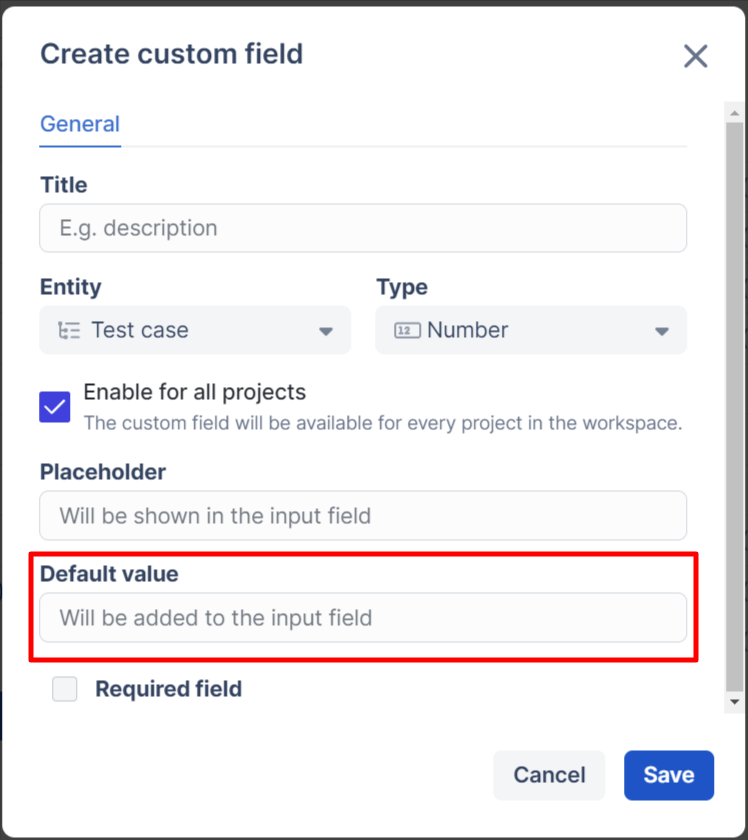 Create custom field
General
Title
E.g. description
Entity Type
Test case 12 Number
Enable for all projects
The custom field will be available for every project in the workspace.
Placeholder
Will be shown in the input field
Default value
Will be added to the input field
Required field
Cancel Save